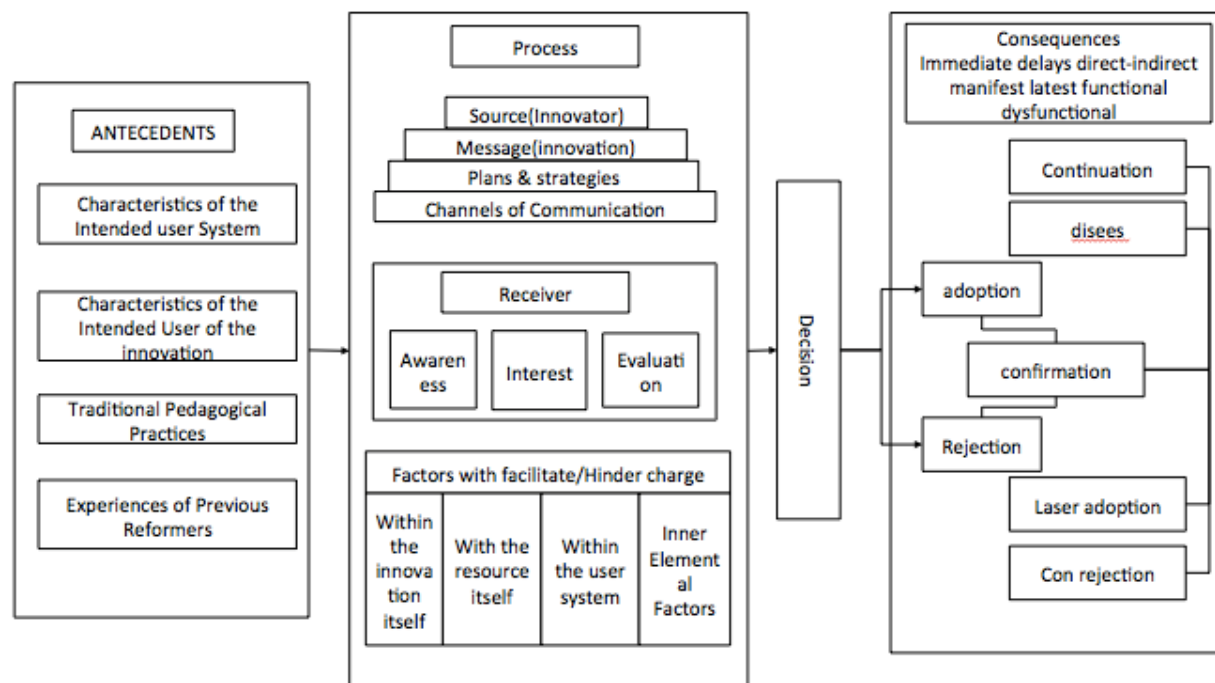 ANTECEDENTS
Characteristics of the
Intended user System
Characteristics of the
Intended User of the
innovation
Traditional Pedagogical
Practices
Experiences of Previous
Reformers
Process
Source(Innovator)
Message(innovation)
Plans & strategies
Channels of Communication
Receiver
Awaren
ess
Interest
Evaluati
on
Factors with facilitate/Hinder charge
Within
the
innova
tion
itself
With the
resource
itself
Within
the user
system
Inner
Element
al
Factors
Decision
Consequences
Immediate delays direct-indirect
manifest latest functional
dysfunctional
Continuation
disees
adoption
confirmation
Rejection
Laser adoption
Con rejection